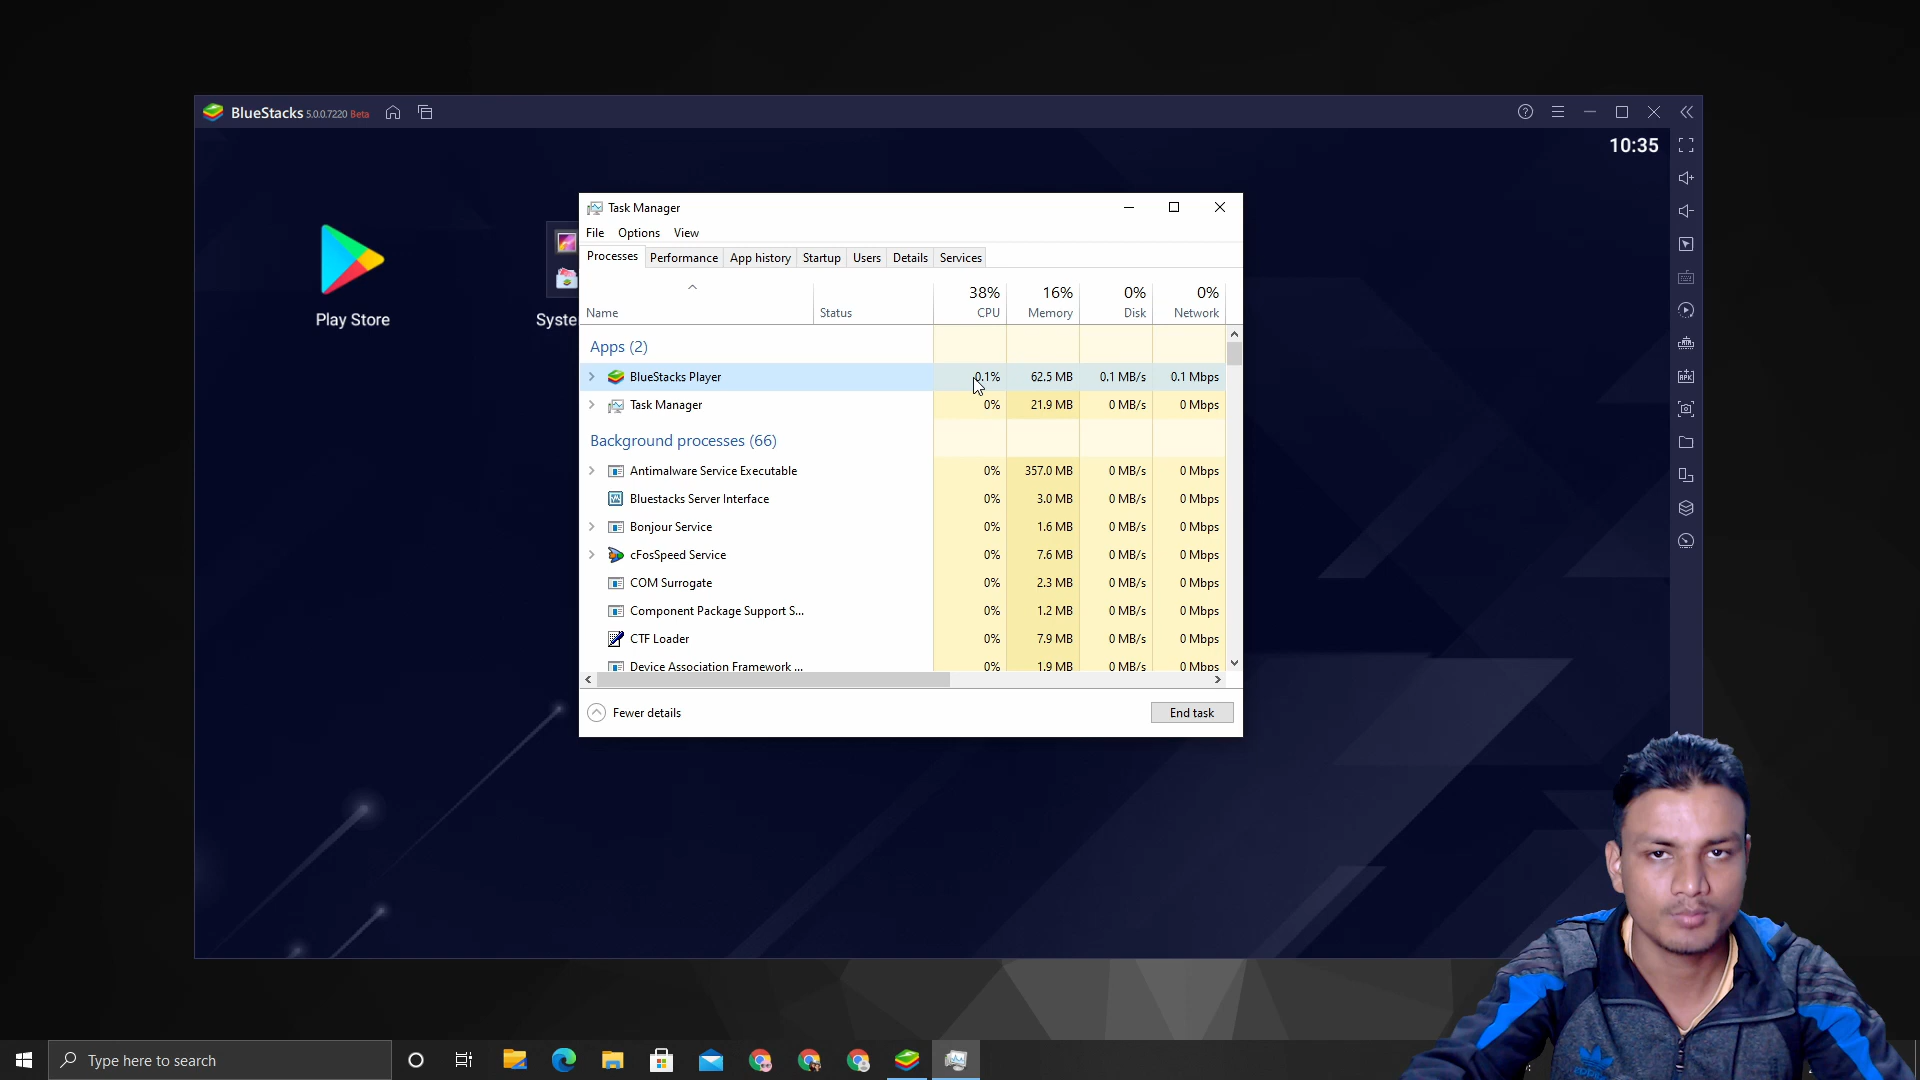 BlueStacks 5.0.0.7220 Beta
10:35
Play Store
Syste
Task Manager
File Options View
Processes Performance App history Startup Users Details Services
38% 16% 0% 0%
Name Status CPU Memory Disk Network
Apps (2)
BlueStacks Player 0.1% 62.5 MB 0.1 MB/s 0.1 Mbps
Task Manager 0% 21.9 MB 0 MB/s 0 Mbps
Background processes (66)
Antimalware Service Executable 0% 357.0 MB 0 MB/s 0 Mbps
Bluestacks Server Interface 0% 3.0 MB 0 MB/s 0 Mbps
Bonjour Service 0% 1.6 MB 0 MB/s 0 Mbps
cFosSpeed Service 0% 7.6 MB 0 MB/s 0 Mbps
COM Surrogate 0% 2.3 MB 0 MB/s 0 Mbps
Component Package Support S... 0% 1.2 MB 0 MB/s 0 Mbps
CTF Loader 0% 7.9 MB 0 MB/s 0 Mbps
Device Association Framework ... 0% 1.9 MB 0 MB/s 0 Mbps
Fewer details End task
Type here to search